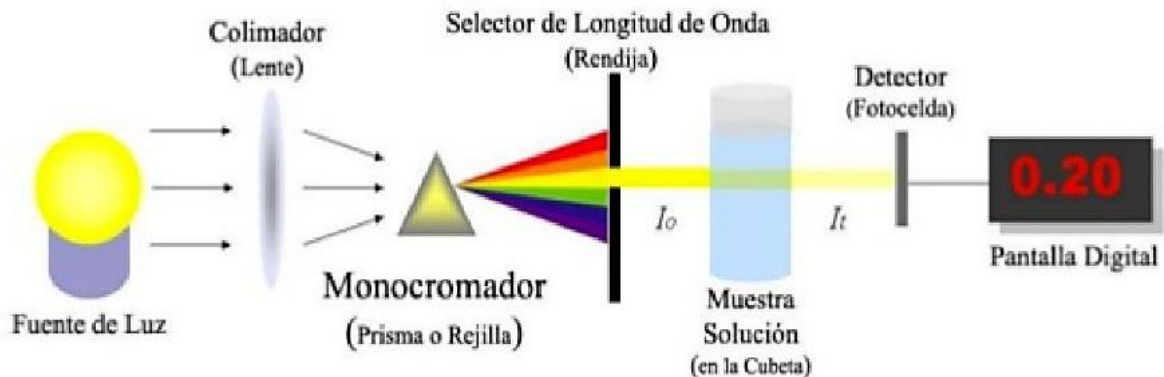 Colimador
(Lente)
Selector de Longitud de Onda
(Rendija)
Detector
(Fotocelda)
0.20
Io
It
Fuente de Luz
Monocromador
(Prisma o Rejilla)
Muestra
Solución
(en la Cubeta)
Pantalla Digital